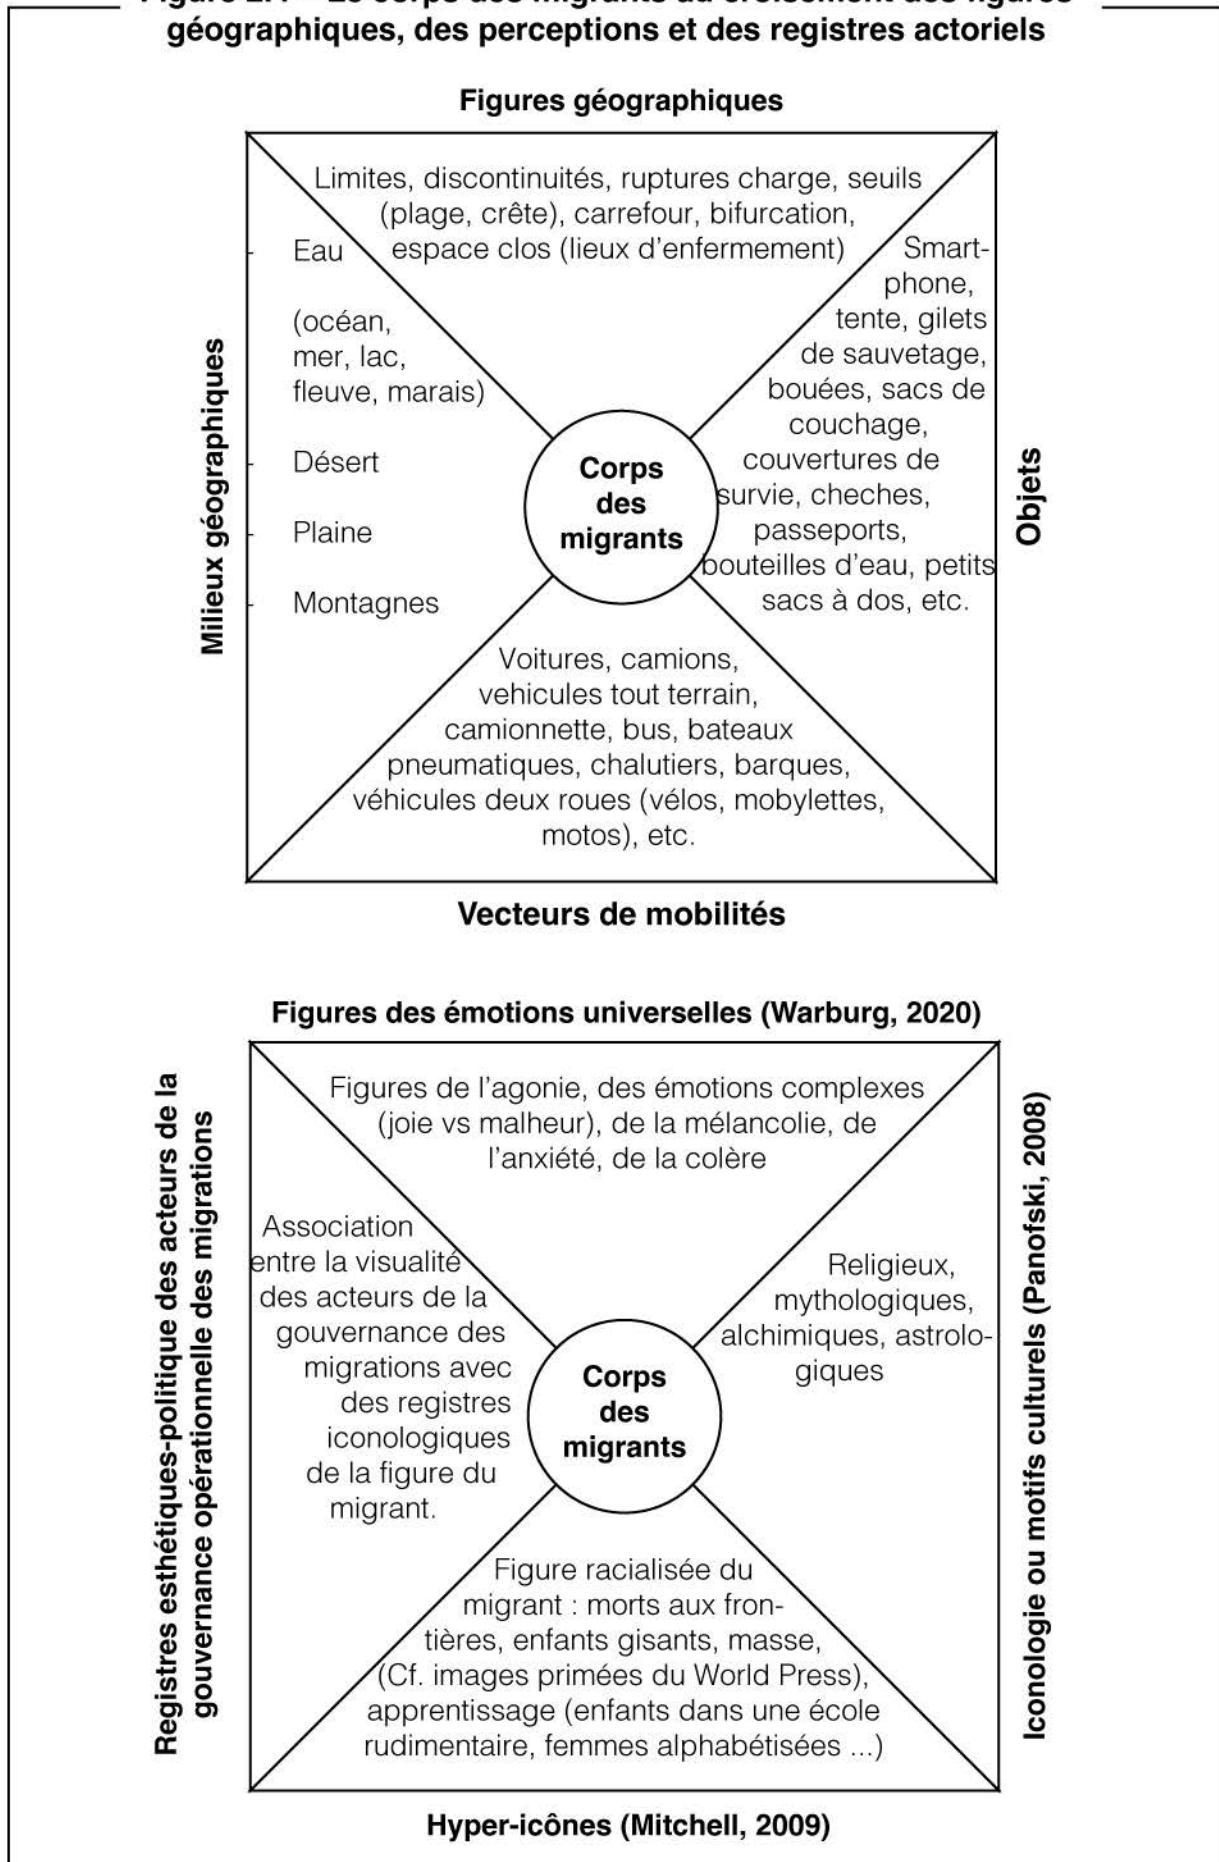 géographiques, des perceptions et des registres actoriels
Figures géographiques
Limites, discontinuités, ruptures charge, seuils
(plage, crête), carrefour, bifurcation,
espace clos (lieux d'enfermement)
Milieux géographiques
- Eau
(océan,
mer, lac,
fleuve, marais)
- Désert
- Plaine
- Montagnes
Corps
des
migrants
Smart-
phone,
tente, gilets
de sauvetage,
bouées, sacs de
couchage,
couvertures de
survie, cheches,
passeports,
bouteilles d'eau, petits
sacs à dos, etc.
Objets
Voitures, camions,
vehicules tout terrain,
camionnette, bus, bateaux
pneumatiques, chalutiers, barques,
véhicules deux roues (vélos, mobylettes,
motos), etc.
Vecteurs de mobilités
Figures des émotions universelles (Warburg, 2020)
Figures de l'agonie, des émotions complexes
(joie vs malheur), de la mélancolie, de
l'anxiété, de la colère
Registres esthétiques-politique des acteurs de la
gouvernance opérationnelle des migrations
Association
entre la visualité
des acteurs de la
gouvernance des
migrations avec
des registres
iconologiques
de la figure du
migrant.
Corps
des
migrants
Religieux,
mythologiques,
alchimiques, astrolo-
giques
Iconologie ou motifs culturels (Panofski, 2008)
Figure racialisée du
migrant : morts aux fron-
tières, enfants gisants, masse,
(Cf. images primées du World Press),
apprentissage (enfants dans une école
rudimentaire, femmes alphabétisées ...)
Hyper-icônes (Mitchell, 2009)